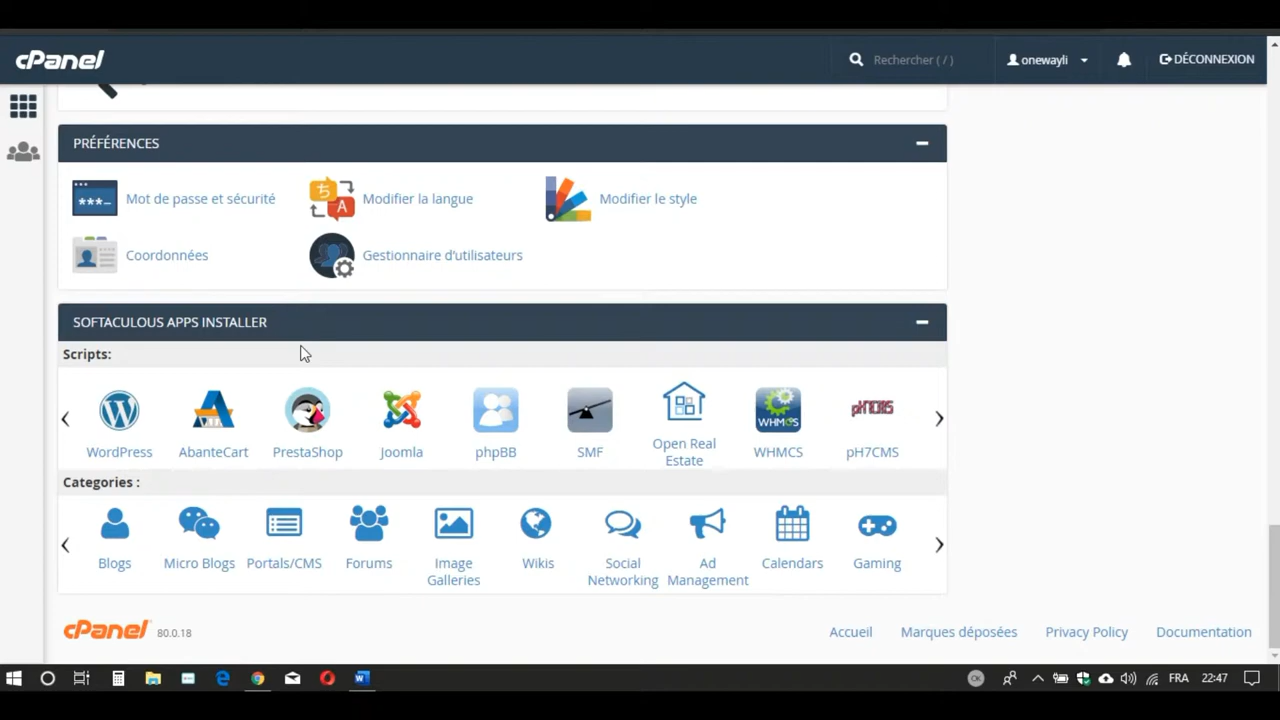 cPanel
Rechercher ( / )
onewayli
DÉCONNEXION
PRÉFÉRENCES
***_
Mot de passe et sécurité
ち
A
Modifier la langue
Modifier le style
Coordonnées
Gestionnaire d'utilisateurs
SOFTACULOUS APPS INSTALLER
Scripts:
WHMCS
pH7CMS
WordPress
AbanteCart
PrestaShop
Joomla
phpBB
SMF
Open Real
Estate
WHMCS
pH7CMS
Categories :
Blogs
Micro Blogs
Portals/CMS
Forums
Image
Galleries
Wikis
Social
Networking
Ad
Management
Calendars
Gaming
cPanel
80.0.18
Accueil
Marques déposées
Privacy Policy
Documentation
FRA
22:47